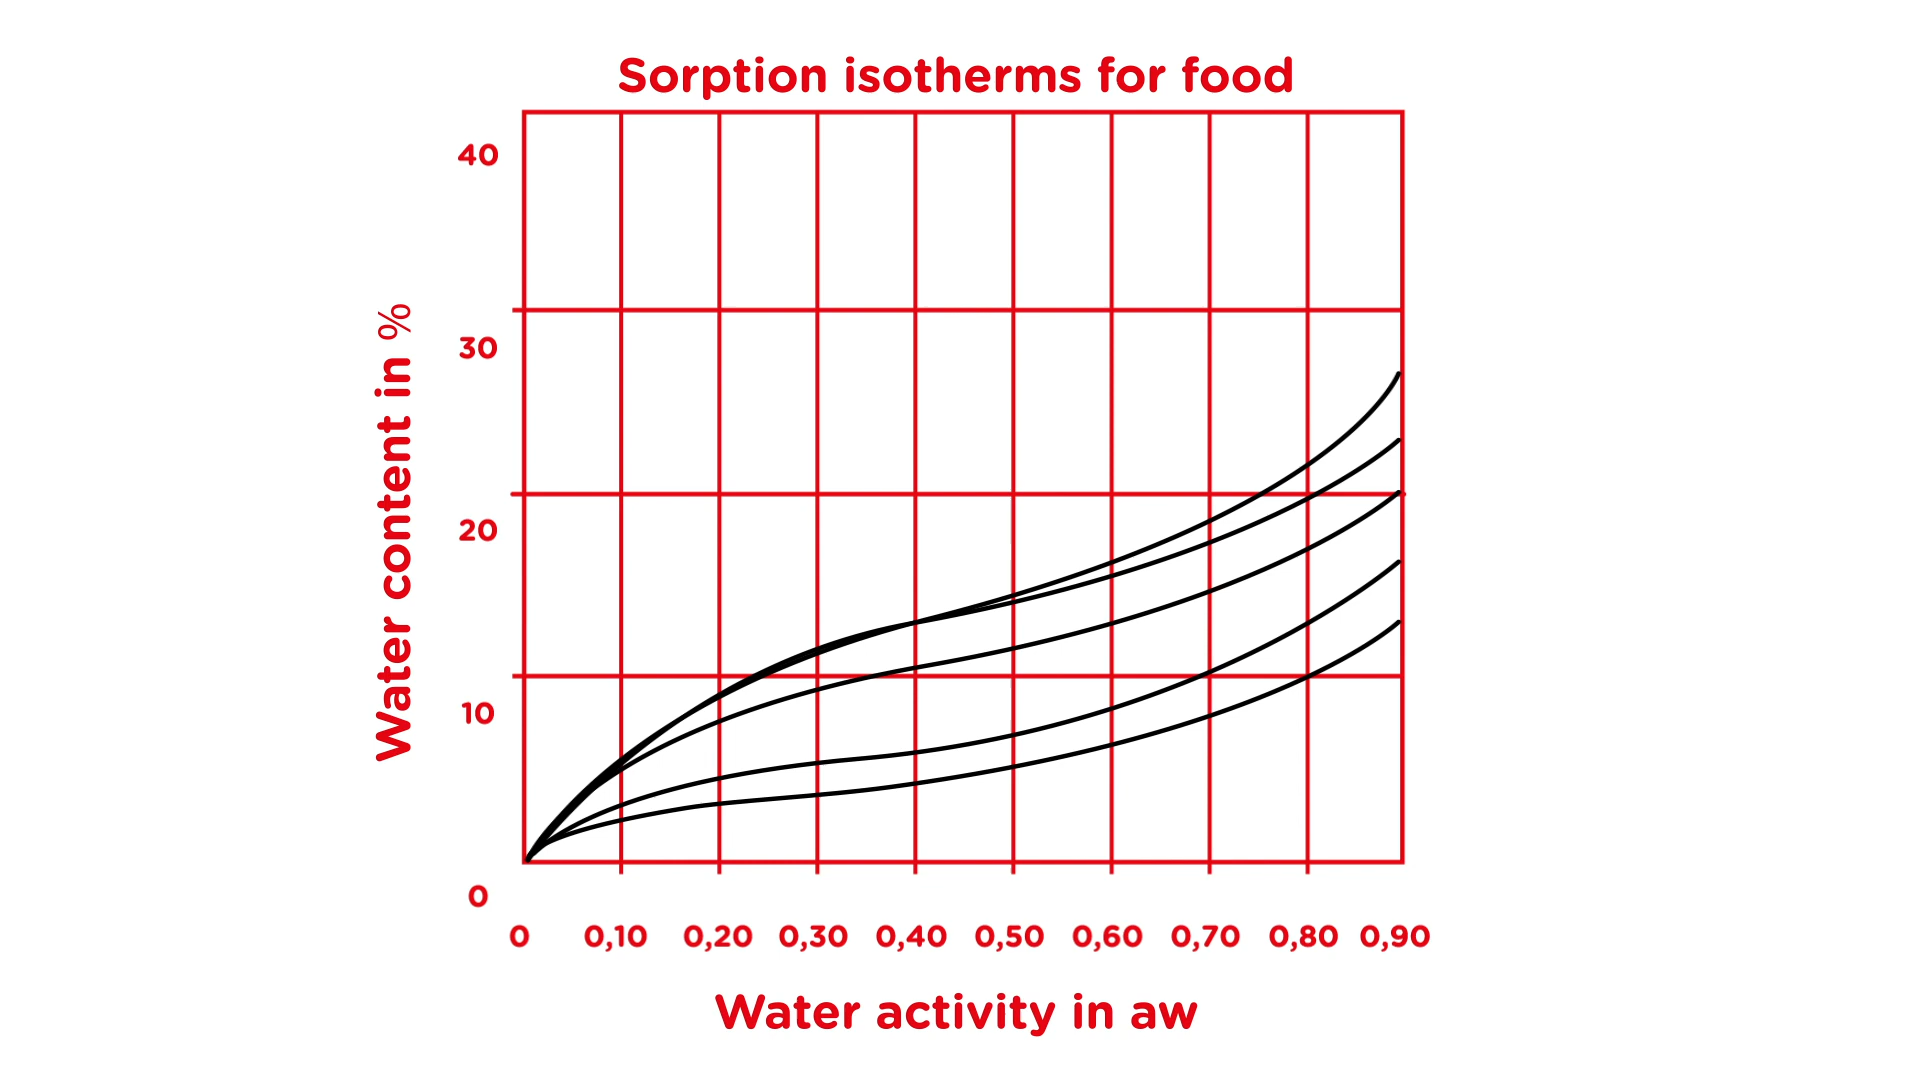 Sorption isotherms for food
Water content in %
40
30
20
10
0
0 0,10 0,20 0,30 0,40 0,50 0,60 0,70 0,80 0,90
Water activity in aw